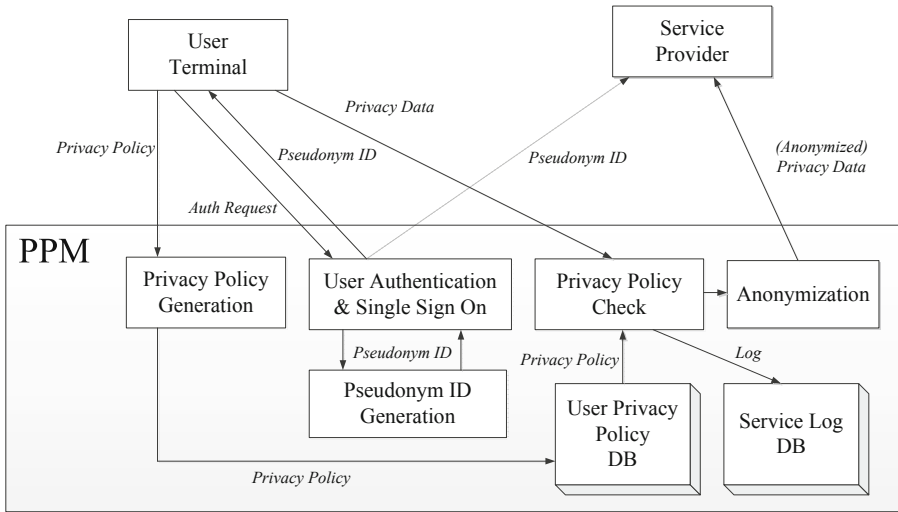 User
Terminal
Service
Provider
Privacy Data
Privacy Policy
Pseudonym ID
Pseudonym ID
(Anonymized)
Privacy Data
Auth Request
PPM
Privacy Policy
Generation
User Authentication
& Single Sign On
Privacy Policy
Check
Anonymization
Pseudonym ID
Privacy Policy
Log
Pseudonym ID
Generation
User Privacy
Policy
DB
Service Log
DB
Privacy Policy